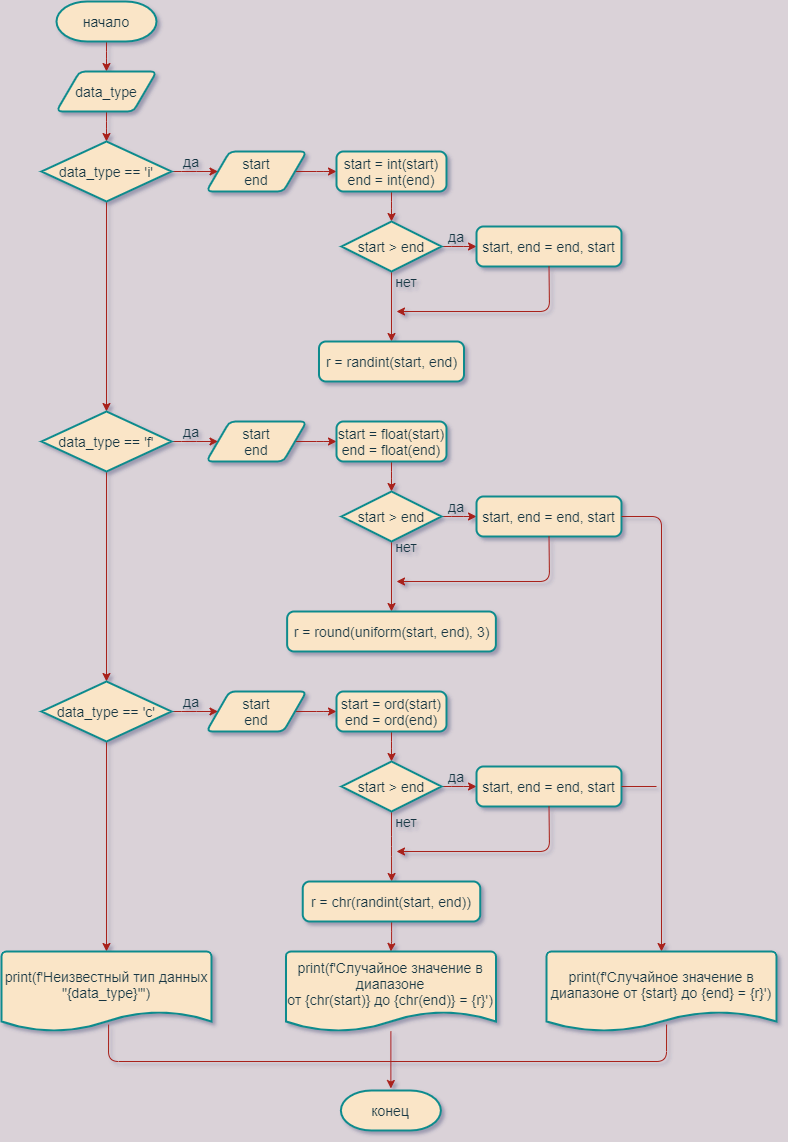 начало
data_type
data_type == 'i'
да
start
end
start = int(start)
end = int(end)
start > end
да
start, end = end, start
нет
r = randint(start, end)
data_type == 'f'
да
start
end
start = float(start)
end = float(end)
start > end
да
start, end = end, start
нет
r = round(uniform(start, end), 3)
data_type == 'c'
да
start
end
start = ord(start)
end = ord(end)
start > end
да
start, end = end, start
нет
r = chr(randint(start, end))
print(f'Неизвестный тип данных
"{data_type}"')
print(f'Случайное значение в
диапазоне
от {chr(start)} до {chr(end)} = {r}')
print(f'Случайное значение в
диапазоне от {start} до {end} = {r}')
конец